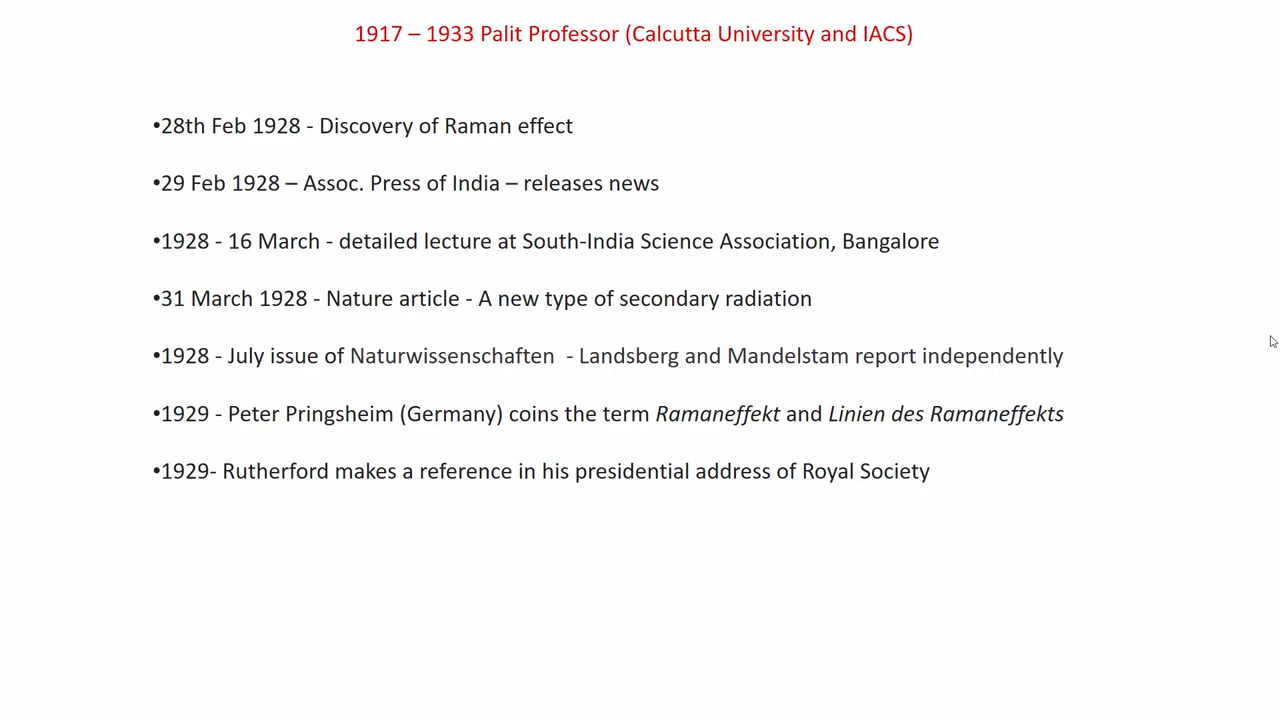 1917 – 1933 Palit Professor (Calcutta University and IACS)
•28th Feb 1928 - Discovery of Raman effect
•29 Feb 1928 – Assoc. Press of India – releases news
•1928 - 16 March - detailed lecture at South-India Science Association, Bangalore
•31 March 1928 - Nature article - A new type of secondary radiation
•1928 - July issue of Naturwissenschaften  - Landsberg and Mandelstam report independently
•1929 - Peter Pringsheim (Germany) coins the term Ramaneffekt and Linien des Ramaneffekts
•1929- Rutherford makes a reference in his presidential address of Royal Society